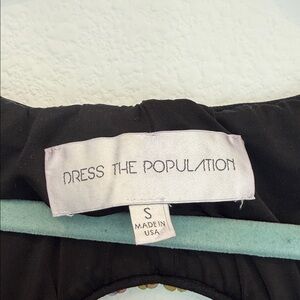 DRESS THE POPULATION
S
MADE IN
USA